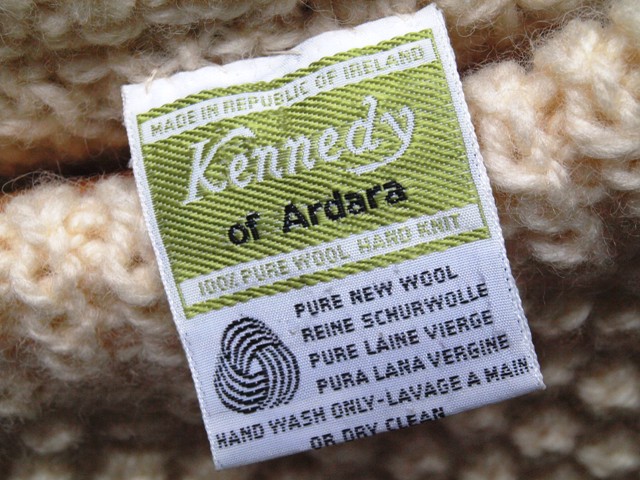 MADE IN REPUBLIC OF IRELAND
Kennedy
of Ardara
100% PURE WOOL HAND KNIT
PURE NEW WOOL
REINE SCHURWOLLE
PURE LAINE VIERGE
PURA LANA VERGINE
HAND WASH ONLY-LAVAGE A MAIN
OR DRY CLEAN